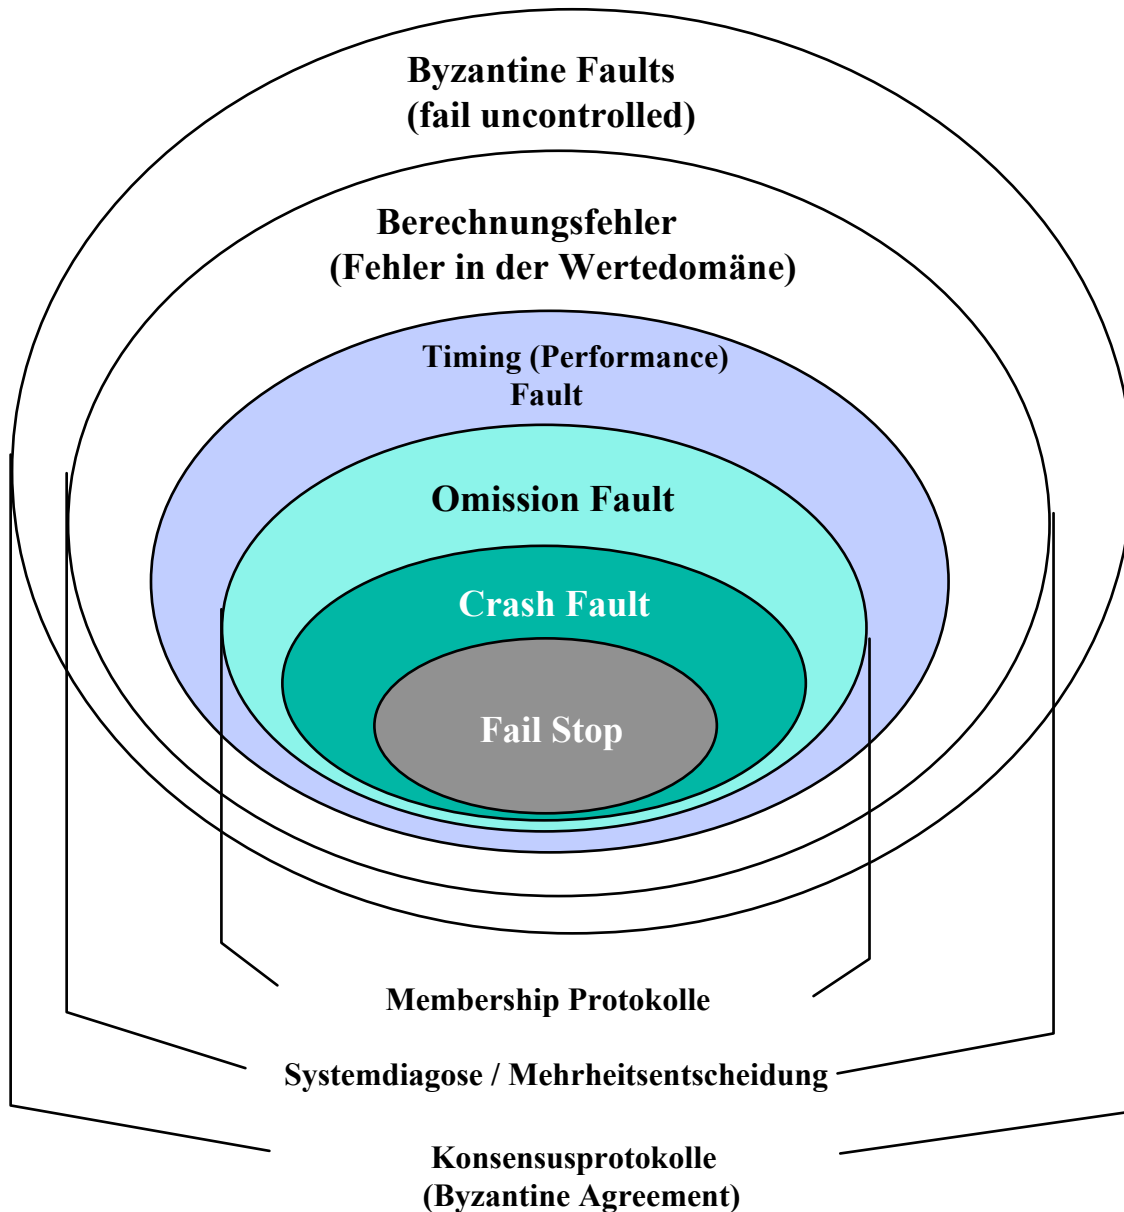 Byzantine Faults
(fail uncontrolled)
Berechnungsfehler
(Fehler in der Wertedomäne)
Timing (Performance)
Fault
Omission Fault
Crash Fault
Fail Stop
Membership Protokolle
Systemdiagose / Mehrheitsentscheidung
Konsensusprotokolle
(Byzantine Agreement)